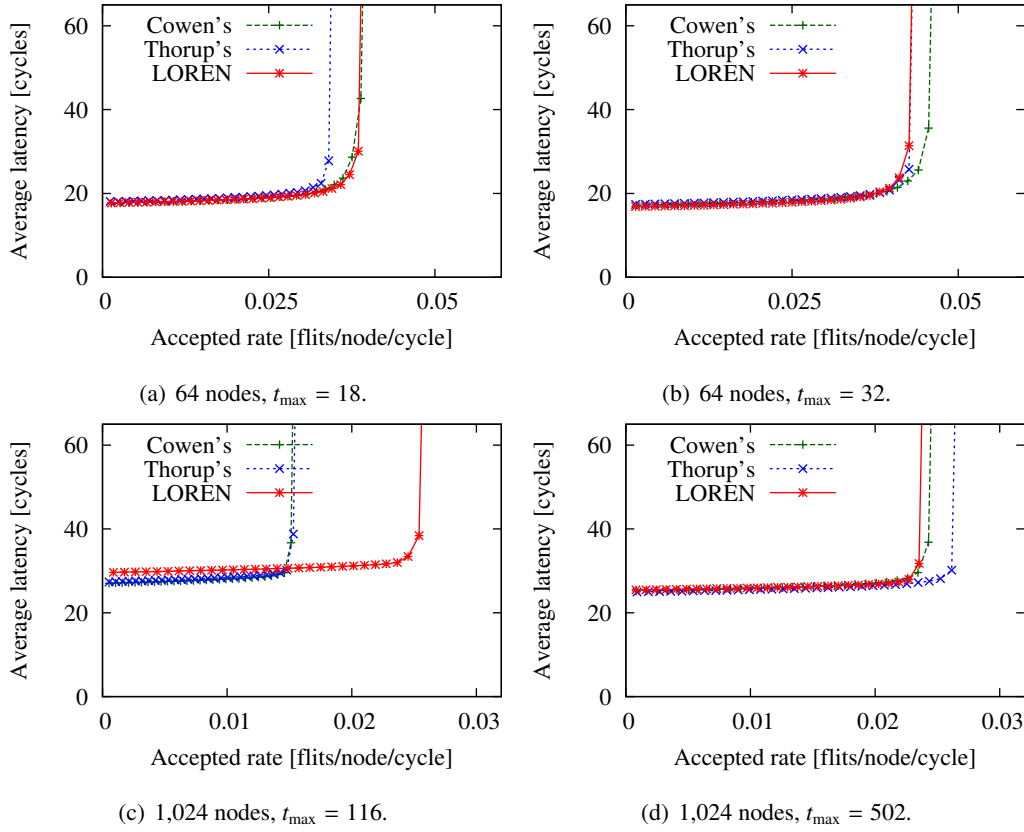 60
40
20
0
Average latency [cycles]
Cowen's
Thorup's
LOREN
0
0.025
0.05
Accepted rate [flits/node/cycle]
(a) 64 nodes, t_max = 18.
60
40
20
0
Average latency [cycles]
Cowen's
Thorup's
LOREN
0
0.025
0.05
Accepted rate [flits/node/cycle]
(b) 64 nodes, t_max = 32.
60
40
20
0
Average latency [cycles]
Cowen's
Thorup's
LOREN
0
0.01
0.02
0.03
Accepted rate [flits/node/cycle]
(c) 1,024 nodes, t_max = 116.
60
40
20
0
Average latency [cycles]
Cowen's
Thorup's
LOREN
0
0.01
0.02
0.03
Accepted rate [flits/node/cycle]
(d) 1,024 nodes, t_max = 502.